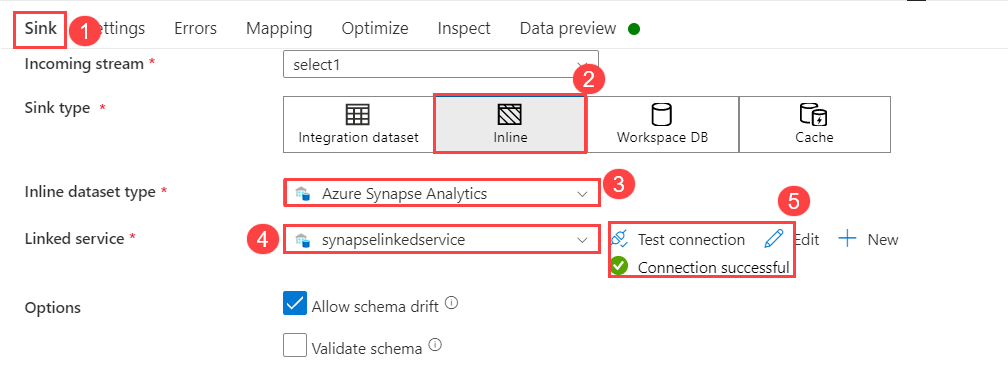 Sink 1 ettings Errors Mapping Optimize Inspect Data preview
Incoming stream * select1
2
Sink type *
Integration dataset Inline Workspace DB Cache
Inline dataset type * Azure Synapse Analytics 3
5
Linked service * 4 synapselinkedservice Test connection Edit New
Connection successful
Options Allow schema drift
Validate schema